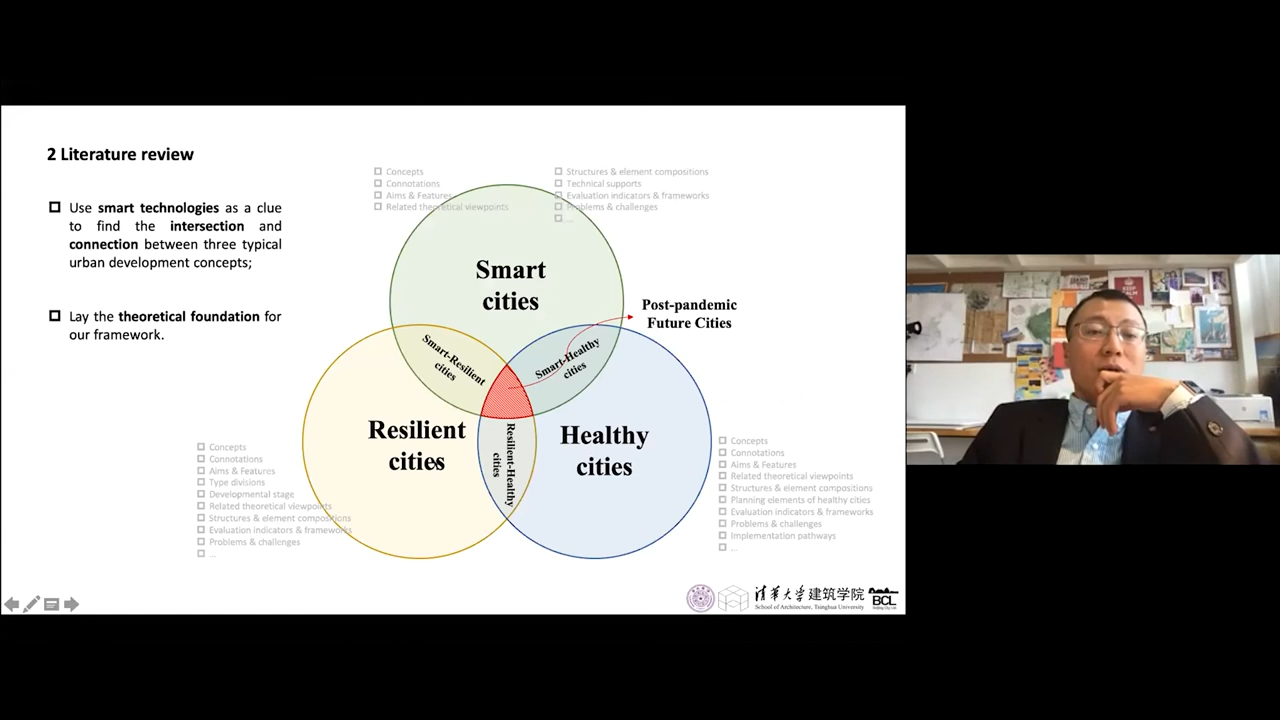 2 Literature review
Use smart technologies as a clue
to find the intersection and
connection between three typical
urban development concepts;
Lay the theoretical foundation for
our framework.
Concepts
Connotations
Aims & Features
Related theoretical viewpoints
Structures & element compositions
Technical supports
Evaluation indicators & frameworks
Problems & challenges
...
Smart
cities
Post-pandemic
Future Cities
Smart-Resilient
cities
Smart-Healthy
cities
Resilient-Healthy
cities
Resilient
cities
Healthy
cities
Concepts
Connotations
Aims & Features
Type divisions
Developmental stage
Related theoretical viewpoints
Structures & element compositions
Evaluation indicators & frameworks
Problems & challenges
...
Concepts
Connotations
Aims & Features
Related theoretical viewpoints
Structures & element compositions
Planning elements of healthy cities
Evaluation indicators & frameworks
Problems & challenges
Implementation pathways
...
清华大学建筑学院
School of Architecture, Tsinghua University
BCL
KEEP
CALM